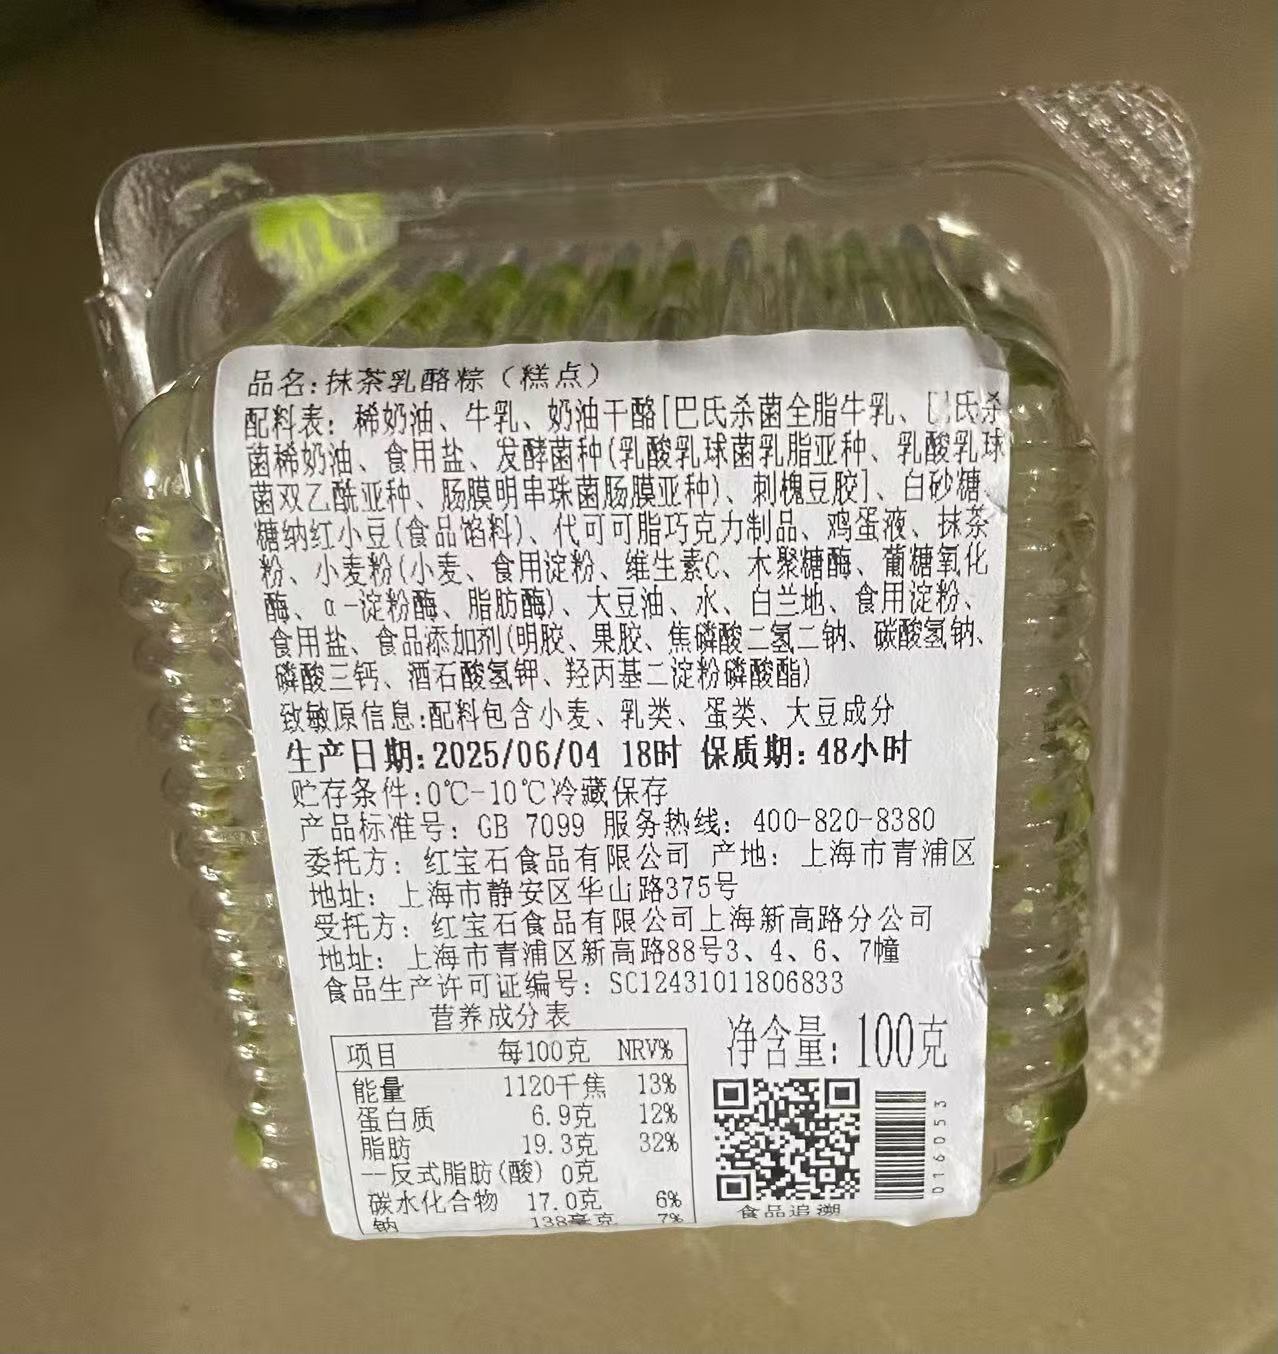 品名:抹茶乳酪粽（糕点）
配料表：稀奶油、牛乳、奶油干酪[巴氏杀菌全脂牛乳、巴氏杀
菌稀奶油、食用盐、发酵菌种(乳酸乳球菌乳脂亚种、乳酸乳球
菌双乙酰亚种、肠膜明串珠菌肠膜亚种)、刺槐豆胶]、白砂糖、
糖纳红小豆(食品馅料)、代可可脂巧克力制品、鸡蛋液、抹茶
粉、小麦粉(小麦、食用淀粉、维生素C、木聚糖酶、葡糖氧化
酶、α-淀粉酶、脂肪酶)、大豆油、水、白兰地、食用淀粉、
食用盐、食品添加剂(明胶、果胶、焦磷酸二氢二钠、碳酸氢钠、
磷酸三钙、酒石酸氢钾、羟丙基二淀粉磷酸酯)
致敏原信息:配料包含小麦、乳类、蛋类、大豆成分
生产日期:2025/06/04 18时 保质期:48小时
贮存条件:0℃-10℃冷藏保存
产品标准号：GB 7099 服务热线：400-820-8380
委托方：红宝石食品有限公司 产地：上海市青浦区
地址：上海市静安区华山路375号
受托方：红宝石食品有限公司上海新高路分公司
地址：上海市青浦区新高路88号3、4、6、7幢
食品生产许可证编号：SC12431011806833
营养成分表
项目 每100克 NRV%
能量 1120千焦 13%
蛋白质 6.9克 12%
脂肪 19.3克 32%
--反式脂肪(酸) 0克
碳水化合物 17.0克 6%
钠 138毫克 7%
净含量：100克
016053
食品追溯